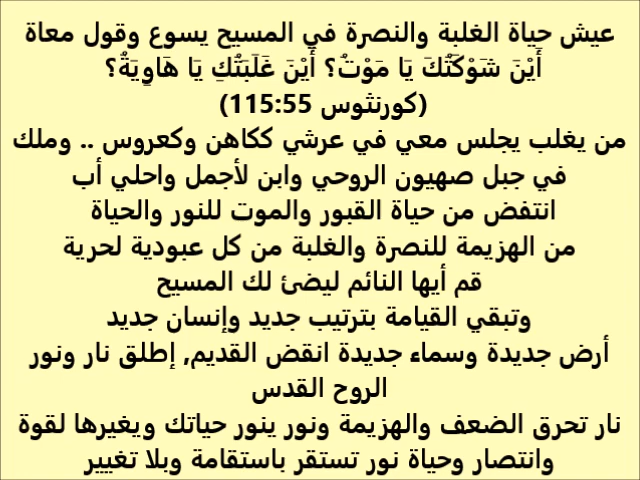 عيش حياة الغلبة والنصرة في المسيح يسوع وقول معاة
أَيْنَ شَوْكَتُكَ يَا مَوْتُ؟ أَيْنَ غَلَبَتُكِ يَا هَاوِيَةُ؟
(كورنثوس 115:55)
من يغلب يجلس معي في عرشي ككاهن وكعروس .. وملك
في جبل صهيون الروحي وابن لأجمل واحلي أب
انتفض من حياة القبور والموت للنور والحياة
من الهزيمة للنصرة والغلبة من كل عبودية لحرية
قم أيها النائم ليضئ لك المسيح
وتبقي القيامة بترتيب جديد وإنسان جديد
أرض جديدة وسماء جديدة انقض القديم, إطلق نار ونور
الروح القدس
نار تحرق الضعف والهزيمة ونور ينور حياتك ويغيرها لقوة
وانتصار وحياة نور تستقر باستقامة وبلا تغيير